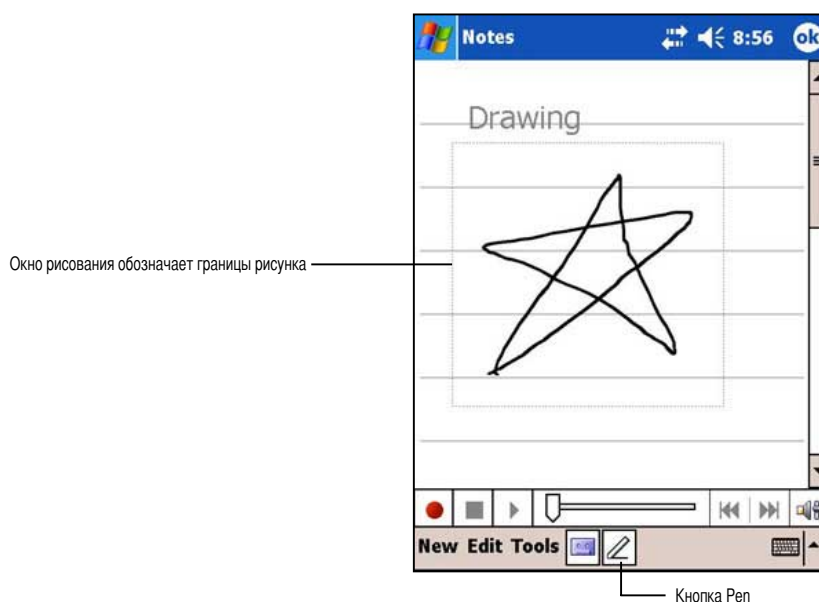 Notes 8:56 ok
Drawing
Окно рисования обозначает границы рисунка
New Edit Tools
Кнопка Pen